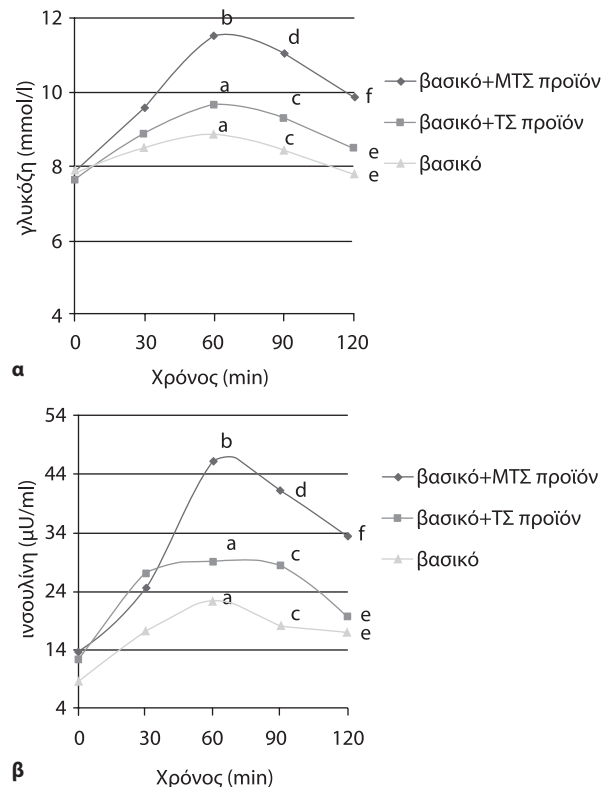 12
10
8
6
4
γλυκόζη (mmol/l)
b
d
f
a
c
e
a
c
e
0 30 60 90 120
Χρόνος (min)
α
βασικό+ΜΤΣ προϊόν
βασικό+ΤΣ προϊόν
βασικό
54
44
34
24
14
4
ινσουλίνη (μU/ml)
b
d
f
a
c
e
a
c
e
0 30 60 90 120
Χρόνος (min)
β
βασικό+ΜΤΣ προϊόν
βασικό+ΤΣ προϊόν
βασικό